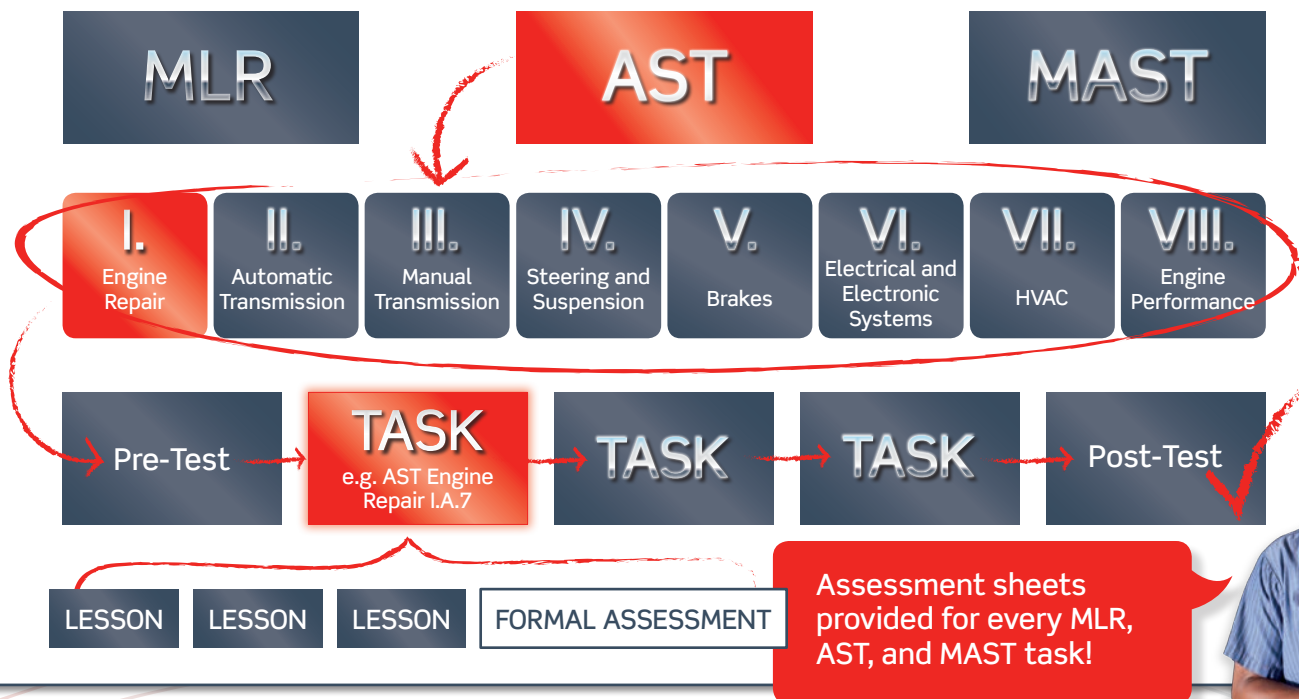 MLR
AST
MAST
I.
Engine
Repair
II.
Automatic
Transmission
III.
Manual
Transmission
IV.
Steering and
Suspension
V.
Brakes
VI.
Electrical and
Electronic
Systems
VII.
HVAC
VIII.
Engine
Performance
Pre-Test
TASK
e.g. AST Engine
Repair I.A.7
TASK
TASK
Post-Test
LESSON
LESSON
LESSON
FORMAL ASSESSMENT
Assessment sheets
provided for every MLR,
AST, and MAST task!